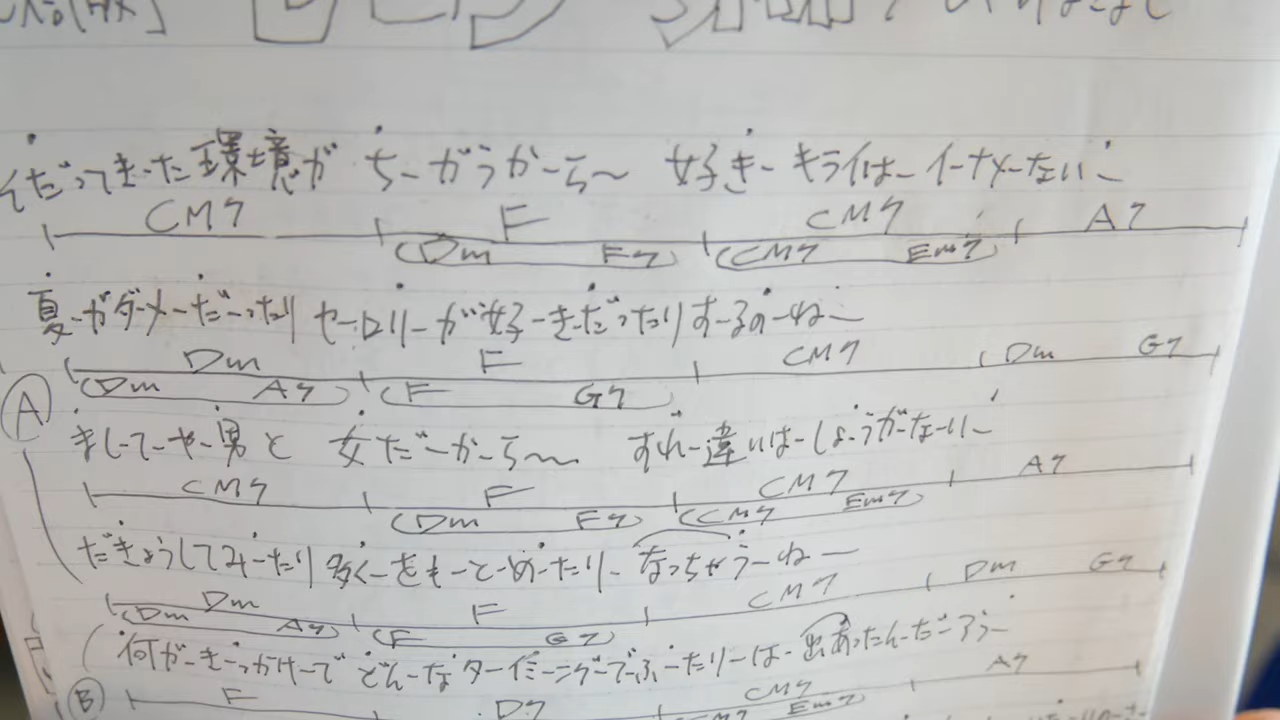 そだってきーた環境が ちーがうかーら〜 好きーキライはーイーナメーないー
CM7 F CM7 A7
(Dm F7) (CM7 Em7)
夏ーがダーメーだーったり セーロリーが好ーきーだったり すーるのーねー
Dm F CM7 Dm G7
(Dm A7) (F G7)
A
ましーてーやー男と 女だーかーら〜 すれー違いはーしょうがーなーいー
CM7 F CM7 A7
(Dm F7) (CM7 Em7)
だきょうしてみーたり 多くーをもーとーめーたりー なっちゃうーねー
Dm F CM7 Dm G7
(Dm A7) (F G7)
何がーきーっかけーで どんーなターイミーングーでふーたりーはー出あったんーだーろうー
B
F D7 CM7 A7
CM7 Em7